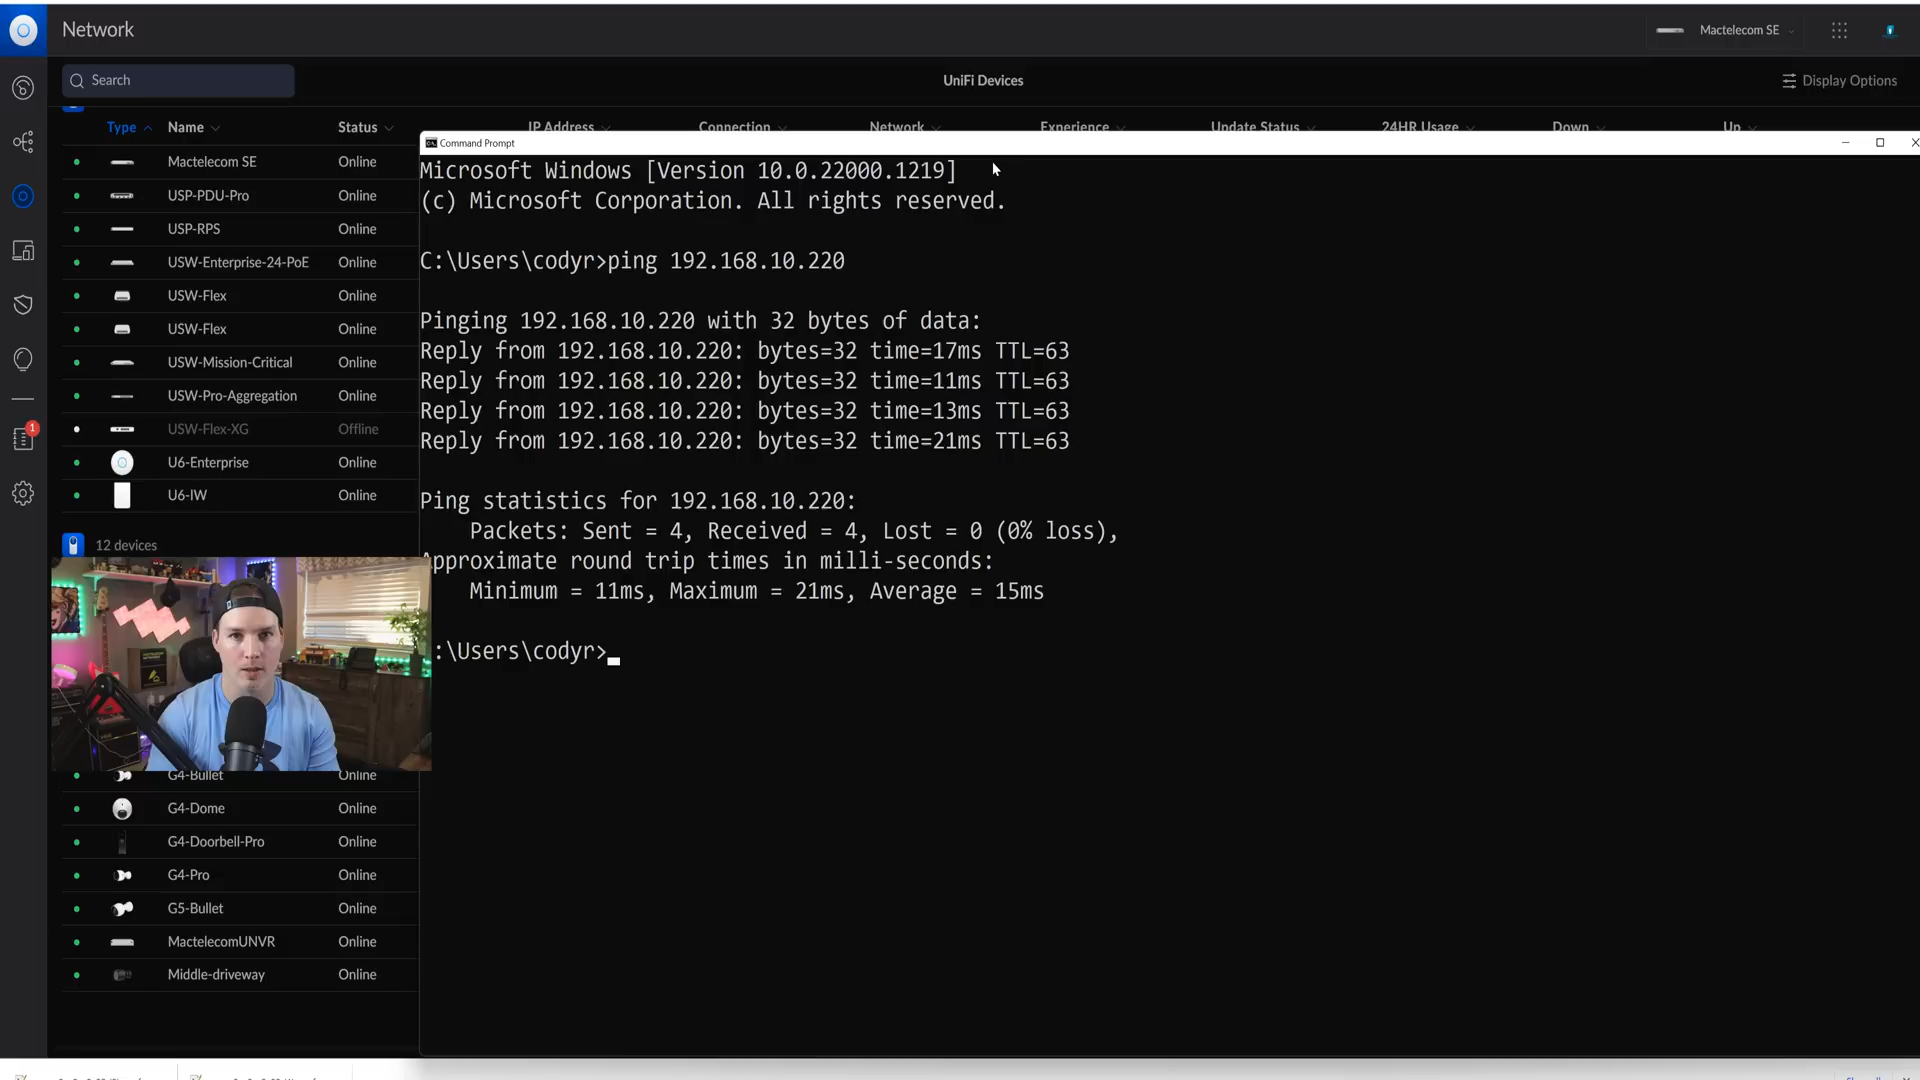 Network
Mactelecom SE
Search
UniFi Devices
Display Options
Type Name Status IP Address Connection Network Experience Update Status 24HR Usage Down Up
Mactelecom SE Online
USP-PDU-Pro Online
USP-RPS Online
USW-Enterprise-24-PoE Online
USW-Flex Online
USW-Flex Online
USW-Mission-Critical Online
USW-Pro-Aggregation Online
USW-Flex-XG Offline
1
U6-Enterprise Online
U6-IW Online
12 devices
G4-Bullet Online
G4-Dome Online
G4-Doorbell-Pro Online
G4-Pro Online
G5-Bullet Online
MactelecomUNVR Online
Middle-driveway Online
Command Prompt
Microsoft Windows [Version 10.0.22000.1219]
(c) Microsoft Corporation. All rights reserved.
C:\Users\codyr>ping 192.168.10.220
Pinging 192.168.10.220 with 32 bytes of data:
Reply from 192.168.10.220: bytes=32 time=17ms TTL=63
Reply from 192.168.10.220: bytes=32 time=11ms TTL=63
Reply from 192.168.10.220: bytes=32 time=13ms TTL=63
Reply from 192.168.10.220: bytes=32 time=21ms TTL=63
Ping statistics for 192.168.10.220:
Packets: Sent = 4, Received = 4, Lost = 0 (0% loss),
pproximate round trip times in milli-seconds:
Minimum = 11ms, Maximum = 21ms, Average = 15ms
:\Users\codyr>